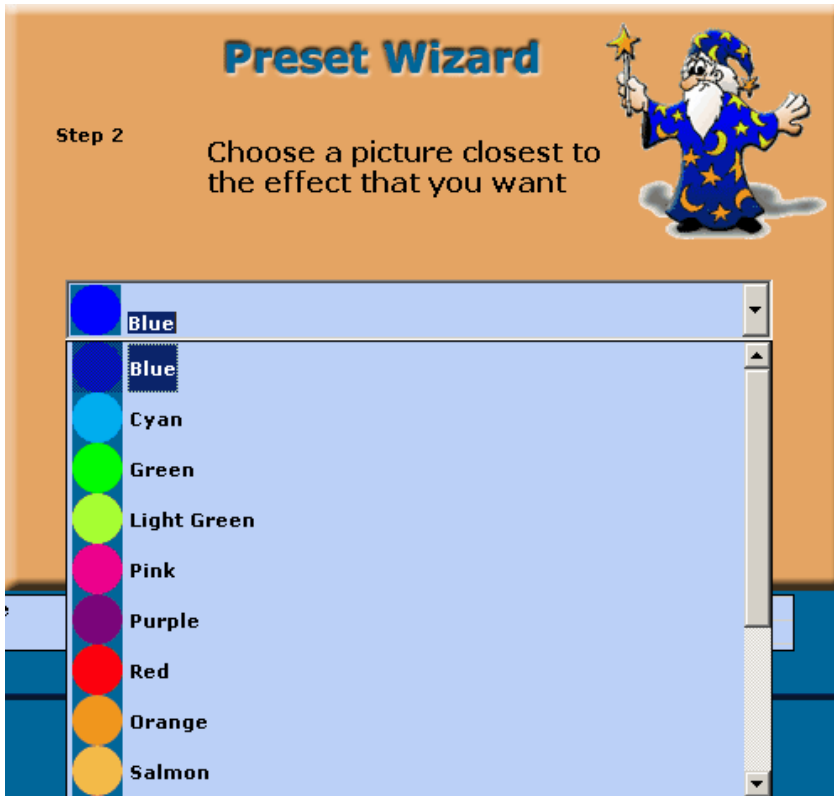 Preset Wizard
Step 2
Choose a picture closest to
the effect that you want
Blue
Blue
Cyan
Green
Light Green
Pink
Purple
Red
Orange
Salmon